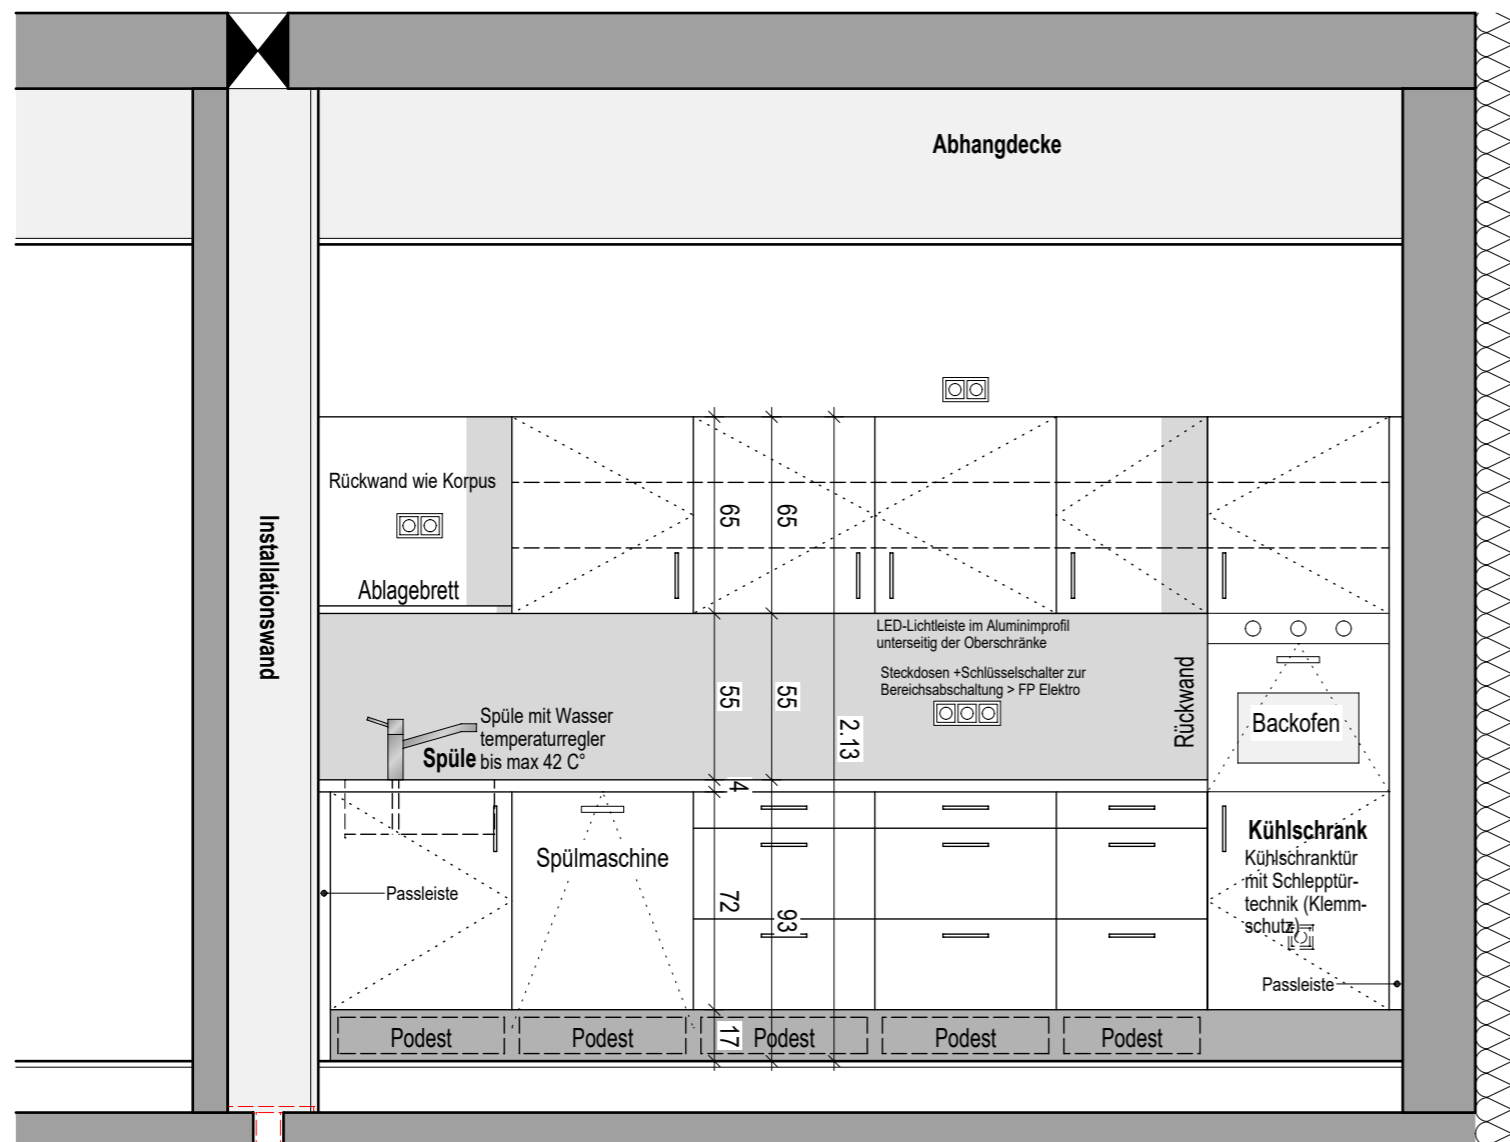 Abhangdecke
Installationswand
Rückwand wie Korpus
Ablagebrett
65
65
LED-Lichtleiste im Aluminimprofil
unterseitig der Oberschränke
Steckdosen +Schlüsselschalter zur
Bereichsabschaltung > FP Elektro
Rückwand
55
55
2.13
Backofen
Spüle
Spüle mit Wasser
temperaturregler
bis max 42 C°
4
Spülmaschine
Kühlschrank
Kühlschranktür
mit Schlepptür-
technik (Klemm-
schutz)
Passleiste
72
93
Passleiste
Podest
Podest
17
Podest
Podest
Podest